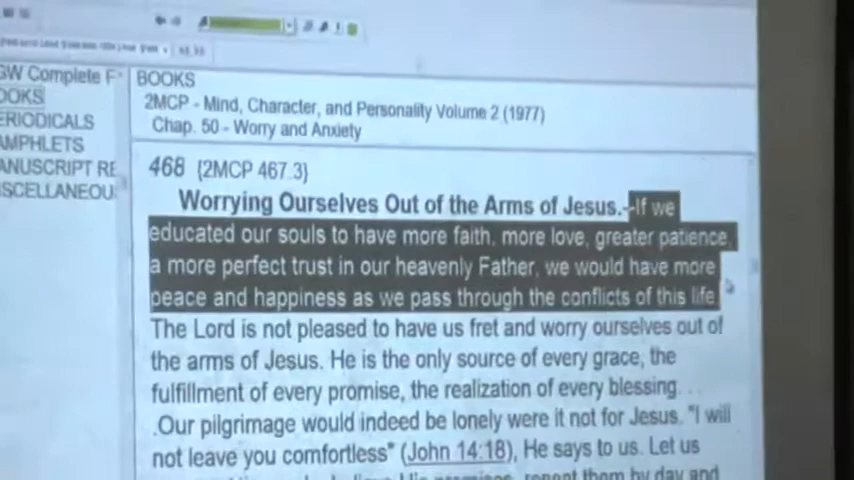 GW Complete F
BOOKS
OOKS
2MCP - Mind, Character, and Personality Volume 2 (1977)
ERIODICALS
Chap. 50 - Worry and Anxiety
AMPHLETS
ANUSCRIPT RE
ISCELLANEOU
468 {2MCP 467.3}
Worrying Ourselves Out of the Arms of Jesus.--If we
educated our souls to have more faith, more love, greater patience,
a more perfect trust in our heavenly Father, we would have more
peace and happiness as we pass through the conflicts of this life.
The Lord is not pleased to have us fret and worry ourselves out of
the arms of Jesus. He is the only source of every grace, the
fulfillment of every promise, the realization of every blessing. . .
.Our pilgrimage would indeed be lonely were it not for Jesus. "I will
not leave you comfortless" (John 14:18), He says to us. Let us
repent them by day and